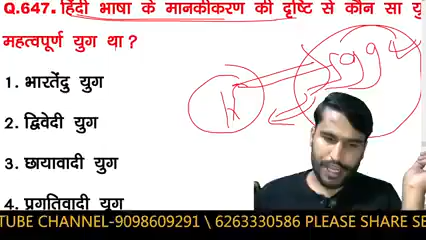 Q.647. हिंदी भाषा के मानकीकरण की दृष्टि से कौन सा यु
महत्वपूर्ण युग था ?
1. भारतेंदु युग
2. द्विवेदी युग
3. छायावादी युग
4. प्रगतिवादी युग
TUBE CHANNEL-9098609291 \ 6263330586 PLEASE SHARE SE